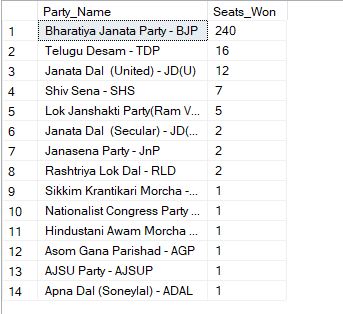 Party_Name Seats_Won
1 Bharatiya Janata Party - BJP 240
2 Telugu Desam - TDP 16
3 Janata Dal (United) - JD(U) 12
4 Shiv Sena - SHS 7
5 Lok Janshakti Party(Ram V... 5
6 Janata Dal (Secular) - JD(... 2
7 Janasena Party - JnP 2
8 Rashtriya Lok Dal - RLD 2
9 Sikkim Krantikari Morcha -... 1
10 Nationalist Congress Party ... 1
11 Hindustani Awam Morcha ... 1
12 Asom Gana Parishad - AGP 1
13 AJSU Party - AJSUP 1
14 Apna Dal (Soneylal) - ADAL 1